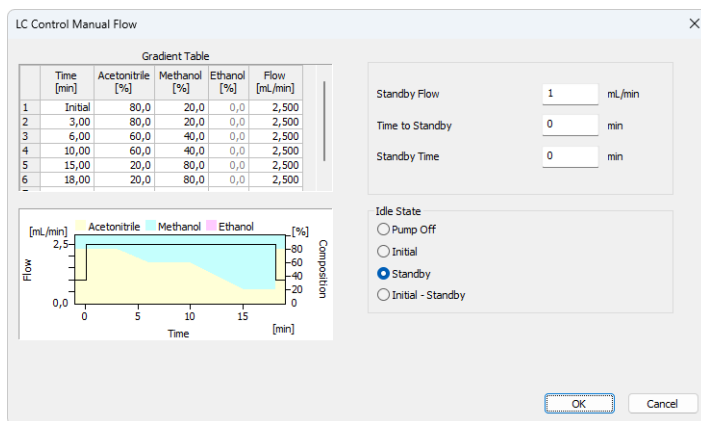 LC Control Manual Flow
Gradient Table
Time [min] Acetonitrile [%] Methanol [%] Ethanol [%] Flow [mL/min]
1 Initial 80,0 20,0 0,0 2,500
2 3,00 80,0 20,0 0,0 2,500
3 6,00 60,0 40,0 0,0 2,500
4 10,00 60,0 40,0 0,0 2,500
5 15,00 20,0 80,0 0,0 2,500
6 18,00 20,0 80,0 0,0 2,500
Standby Flow 1 mL/min
Time to Standby 0 min
Standby Time 0 min
[mL/min] Acetonitrile Methanol Ethanol [%]
2,5
0,0
Flow
80
60
40
20
0
Composition
0 5 10 15 [min]
Time
Idle State
Pump Off
Initial
Standby
Initial - Standby
OK Cancel